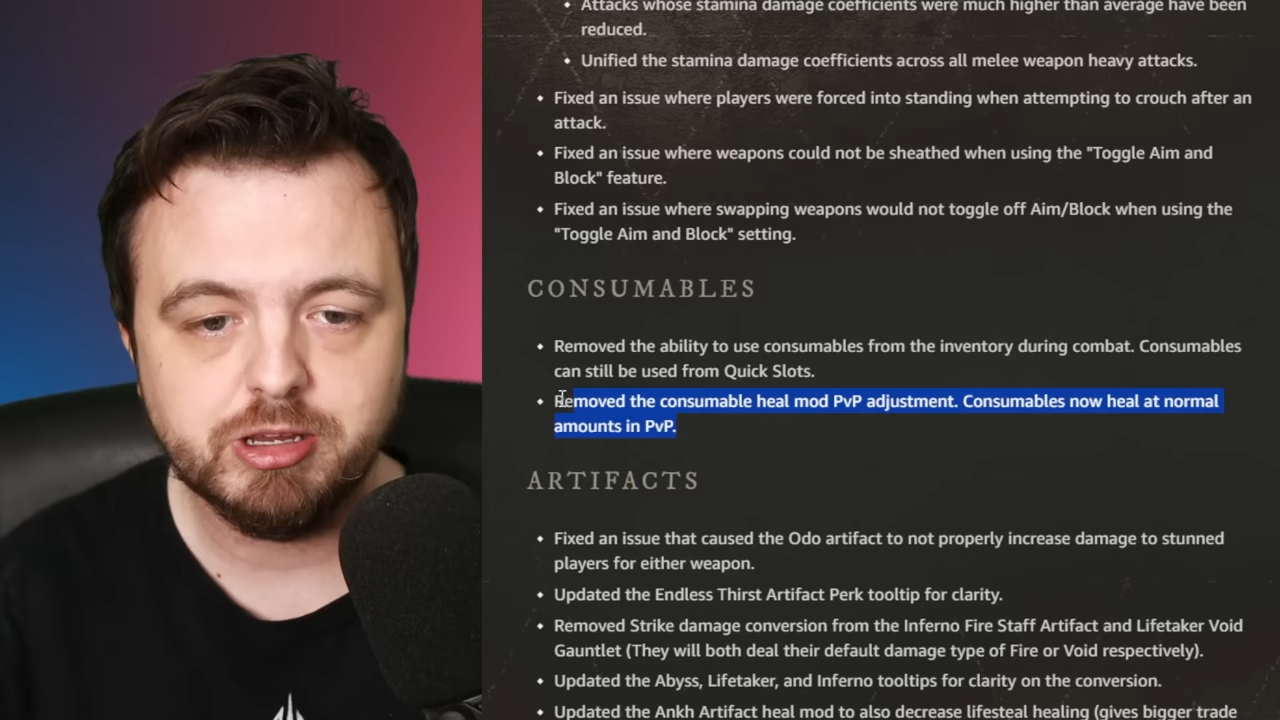 Attacks whose stamina damage coefficients were much higher than average have been
reduced.
Unified the stamina damage coefficients across all melee weapon heavy attacks.
Fixed an issue where players were forced into standing when attempting to crouch after an
attack.
Fixed an issue where weapons could not be sheathed when using the "Toggle Aim and
Block" feature.
Fixed an issue where swapping weapons would not toggle off Aim/Block when using the
"Toggle Aim and Block" setting.
CONSUMABLES
Removed the ability to use consumables from the inventory during combat. Consumables
can still be used from Quick Slots.
Removed the consumable heal mod PvP adjustment. Consumables now heal at normal
amounts in PvP.
ARTIFACTS
Fixed an issue that caused the Odo artifact to not properly increase damage to stunned
players for either weapon.
Updated the Endless Thirst Artifact Perk tooltip for clarity.
Removed Strike damage conversion from the Inferno Fire Staff Artifact and Lifetaker Void
Gauntlet (They will both deal their default damage type of Fire or Void respectively).
Updated the Abyss, Lifetaker, and Inferno tooltips for clarity on the conversion.
Updated the Ankh Artifact heal mod to also decrease lifesteal healing (gives bigger trade